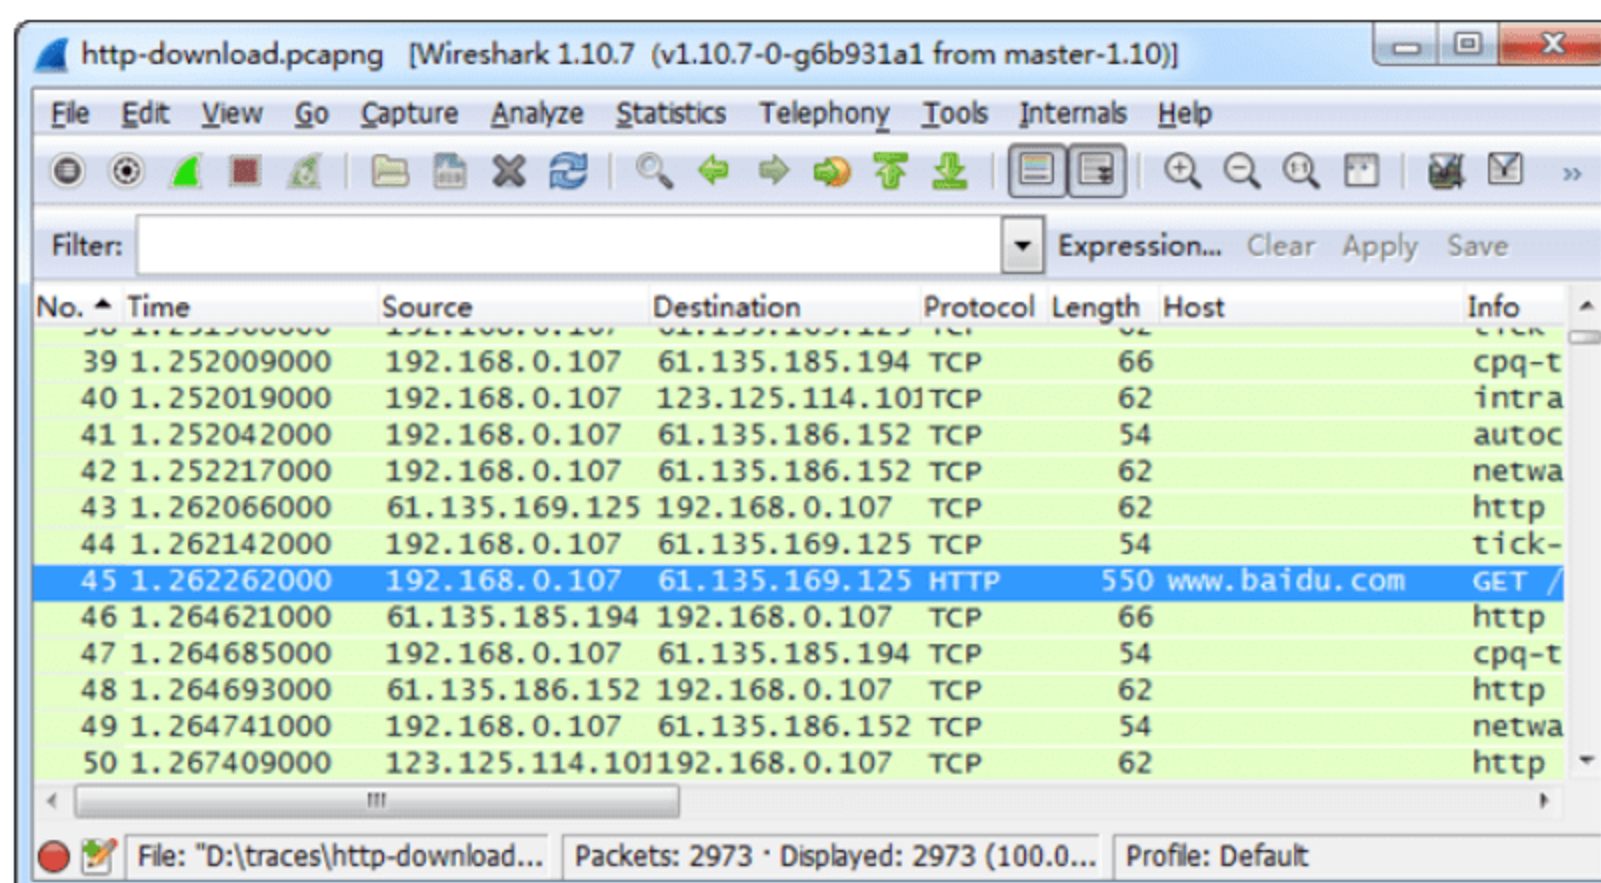 http-download.pcapng [Wireshark 1.10.7 (v1.10.7-0-g6b931a1 from master-1.10)]
File Edit View Go Capture Analyze Statistics Telephony Tools Internals Help
Filter: Expression... Clear Apply Save
No. Time Source Destination Protocol Length Host Info
39 1.252009000 192.168.0.107 61.135.185.194 TCP 66 cpq-t
40 1.252019000 192.168.0.107 123.125.114.101 TCP 62 intra
41 1.252042000 192.168.0.107 61.135.186.152 TCP 54 autoc
42 1.252217000 192.168.0.107 61.135.186.152 TCP 62 netwa
43 1.262066000 61.135.169.125 192.168.0.107 TCP 62 http
44 1.262142000 192.168.0.107 61.135.169.125 TCP 54 tick-
45 1.262262000 192.168.0.107 61.135.169.125 HTTP 550 www.baidu.com GET /
46 1.264621000 61.135.185.194 192.168.0.107 TCP 66 http
47 1.264685000 192.168.0.107 61.135.185.194 TCP 54 cpq-t
48 1.264693000 61.135.186.152 192.168.0.107 TCP 62 http
49 1.264741000 192.168.0.107 61.135.186.152 TCP 54 netwa
50 1.267409000 123.125.114.101 192.168.0.107 TCP 62 http
File: "D:\traces\http-download... Packets: 2973 · Displayed: 2973 (100.0... Profile: Default